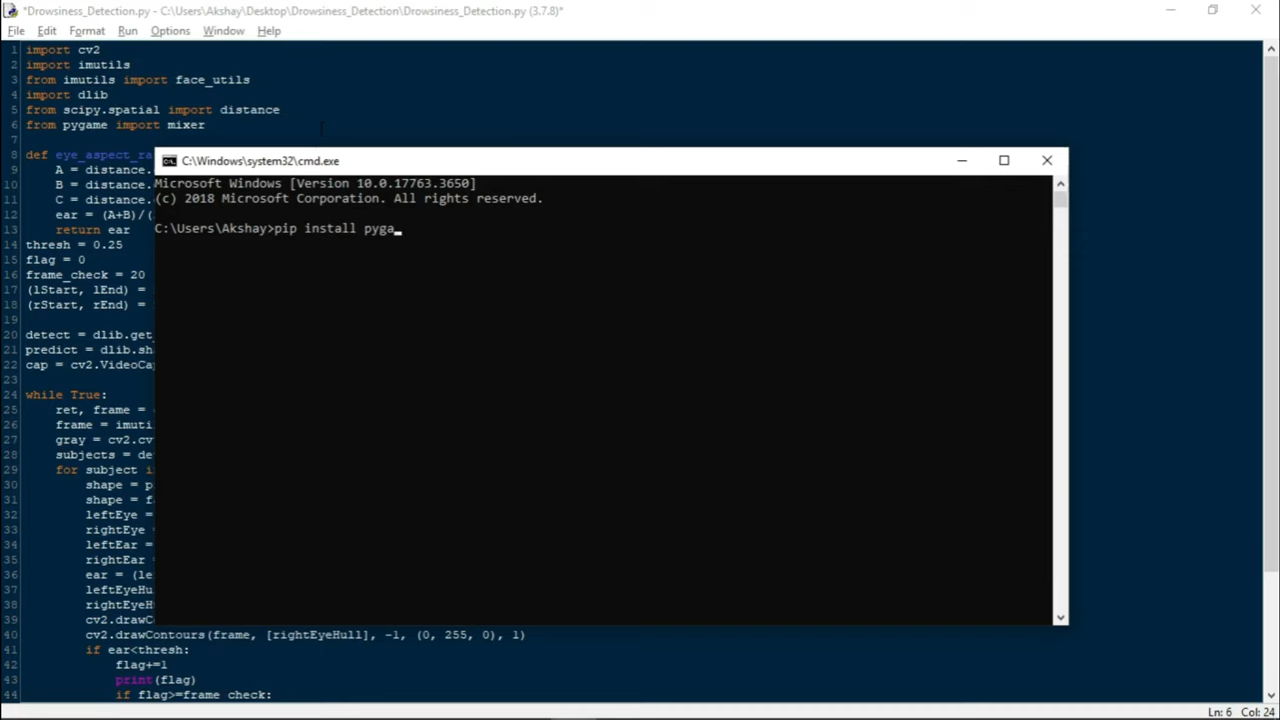 *Drowsiness_Detection.py - C:\Users\Akshay\Desktop\Drowsiness_Detection\Drowsiness_Detection.py (3.7.8)*
File Edit Format Run Options Window Help
1 import cv2
2 import imutils
3 from imutils import face_utils
4 import dlib
5 from scipy.spatial import distance
6 from pygame import mixer
7
8 def eye_aspect_ra
9 A = distance.
10 B = distance.
11 C = distance.
12 ear = (A+B)/(
13 return ear
14 thresh = 0.25
15 flag = 0
16 frame_check = 20
17 (lStart, lEnd) =
18 (rStart, rEnd) =
19
20 detect = dlib.get_
21 predict = dlib.sh
22 cap = cv2.VideoCap
23
24 while True:
25 ret, frame =
26 frame = imuti
27 gray = cv2.cv
28 subjects = de
29 for subject i
30 shape = p
31 shape = f
32 leftEye =
33 rightEye
34 leftEar =
35 rightEar
36 ear = (le
37 leftEyeHu
38 rightEyeH
39 cv2.drawC
40 cv2.drawContours(frame, [rightEyeHull], -1, (0, 255, 0), 1)
41 if ear<thresh:
42 flag+=1
43 print(flag)
44 if flag>=frame_check:
C:\Windows\system32\cmd.exe
Microsoft Windows [Version 10.0.17763.3650]
(c) 2018 Microsoft Corporation. All rights reserved.
C:\Users\Akshay>pip install pyga_
Ln: 6 Col: 24